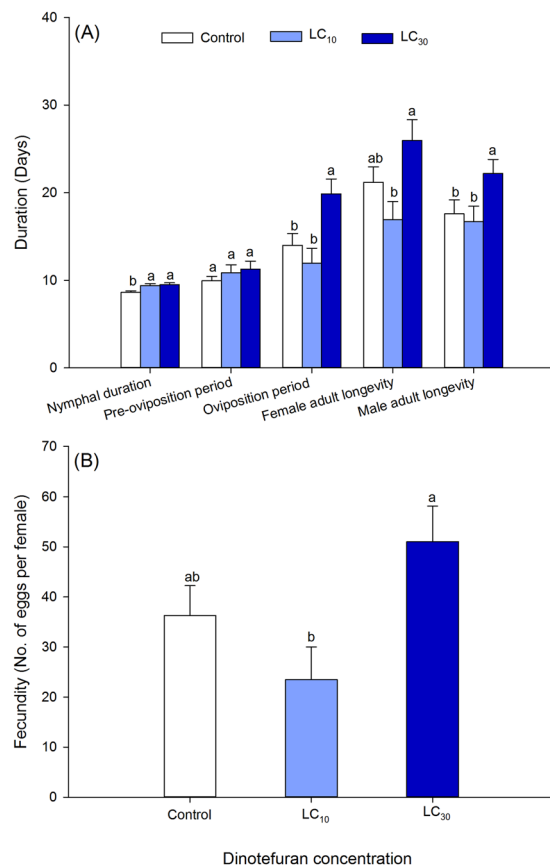 (A)
Control
LC10
LC30
Duration (Days)
40
30
20
10
0
b
a
a
a
a
a
b
b
a
ab
b
a
b
b
a
Nymphal duration
Pre-oviposition period
Oviposition period
Female adult longevity
Male adult longevity
(B)
Fecundity (No. of eggs per female)
70
60
50
40
30
20
10
0
ab
b
a
Control
LC10
LC30
Dinotefuran concentration